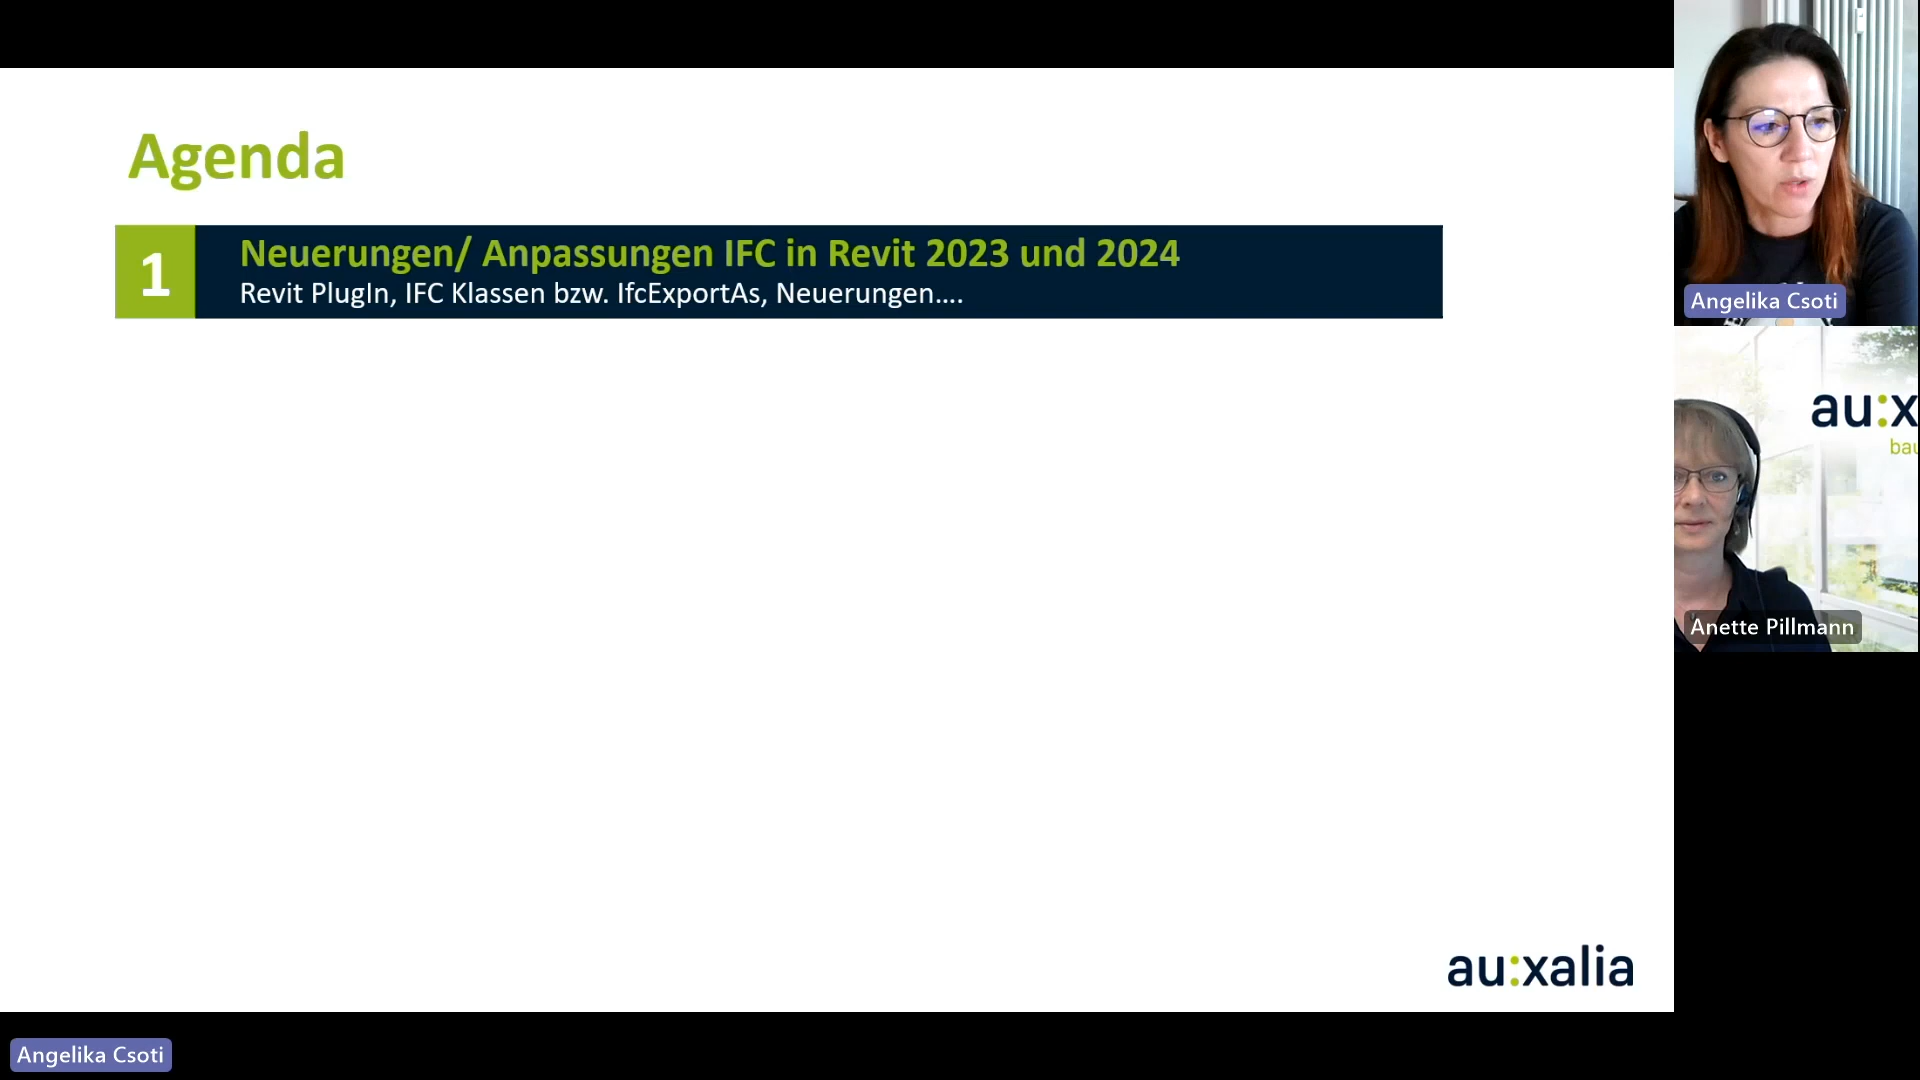 Agenda
1
Neuerungen/ Anpassungen IFC in Revit 2023 und 2024
Revit PlugIn, IFC Klassen bzw. IfcExportAs, Neuerungen....
au:xalia
Angelika Csoti
au:x
bau
Anette Pillmann
Angelika Csoti